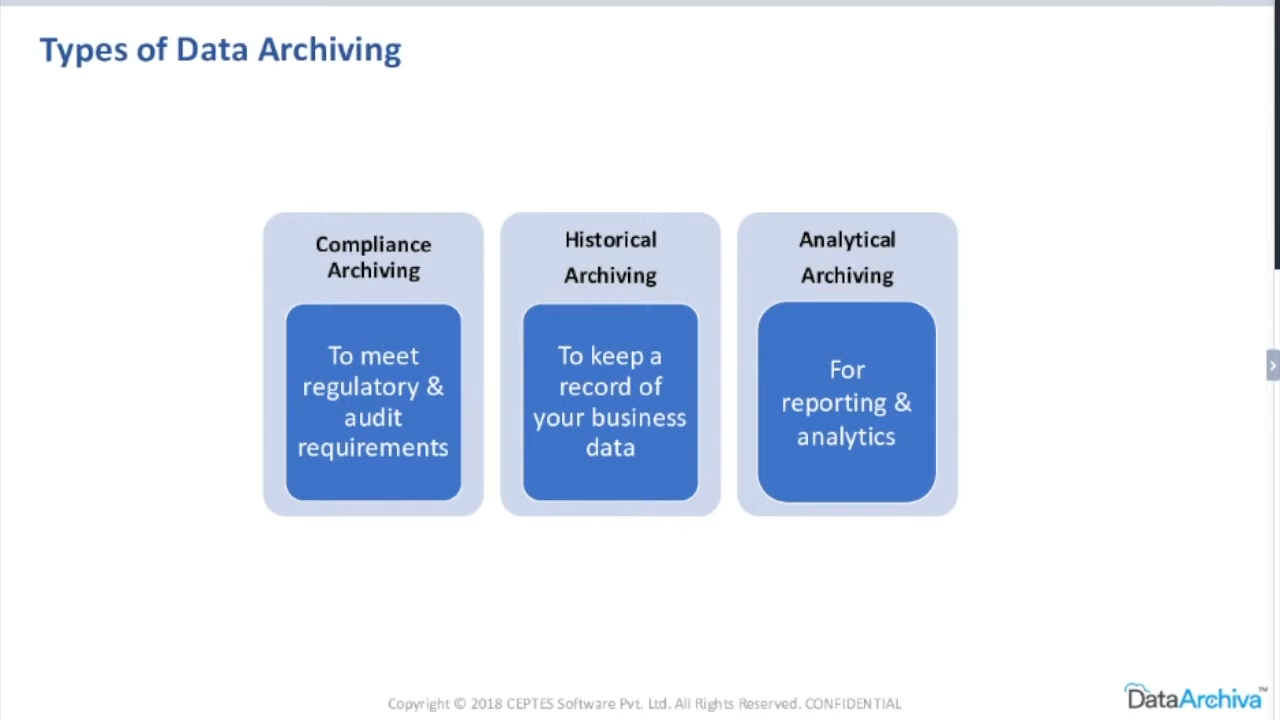 Types of Data Archiving
Compliance
Archiving
To meet
regulatory &
audit
requirements
Historical
Archiving
To keep a
record of
your business
data
Analytical
Archiving
For
reporting &
analytics
Copyright © 2018 CEPTES Software Pvt. Ltd. All Rights Reserved. CONFIDENTIAL
DataArchiva™